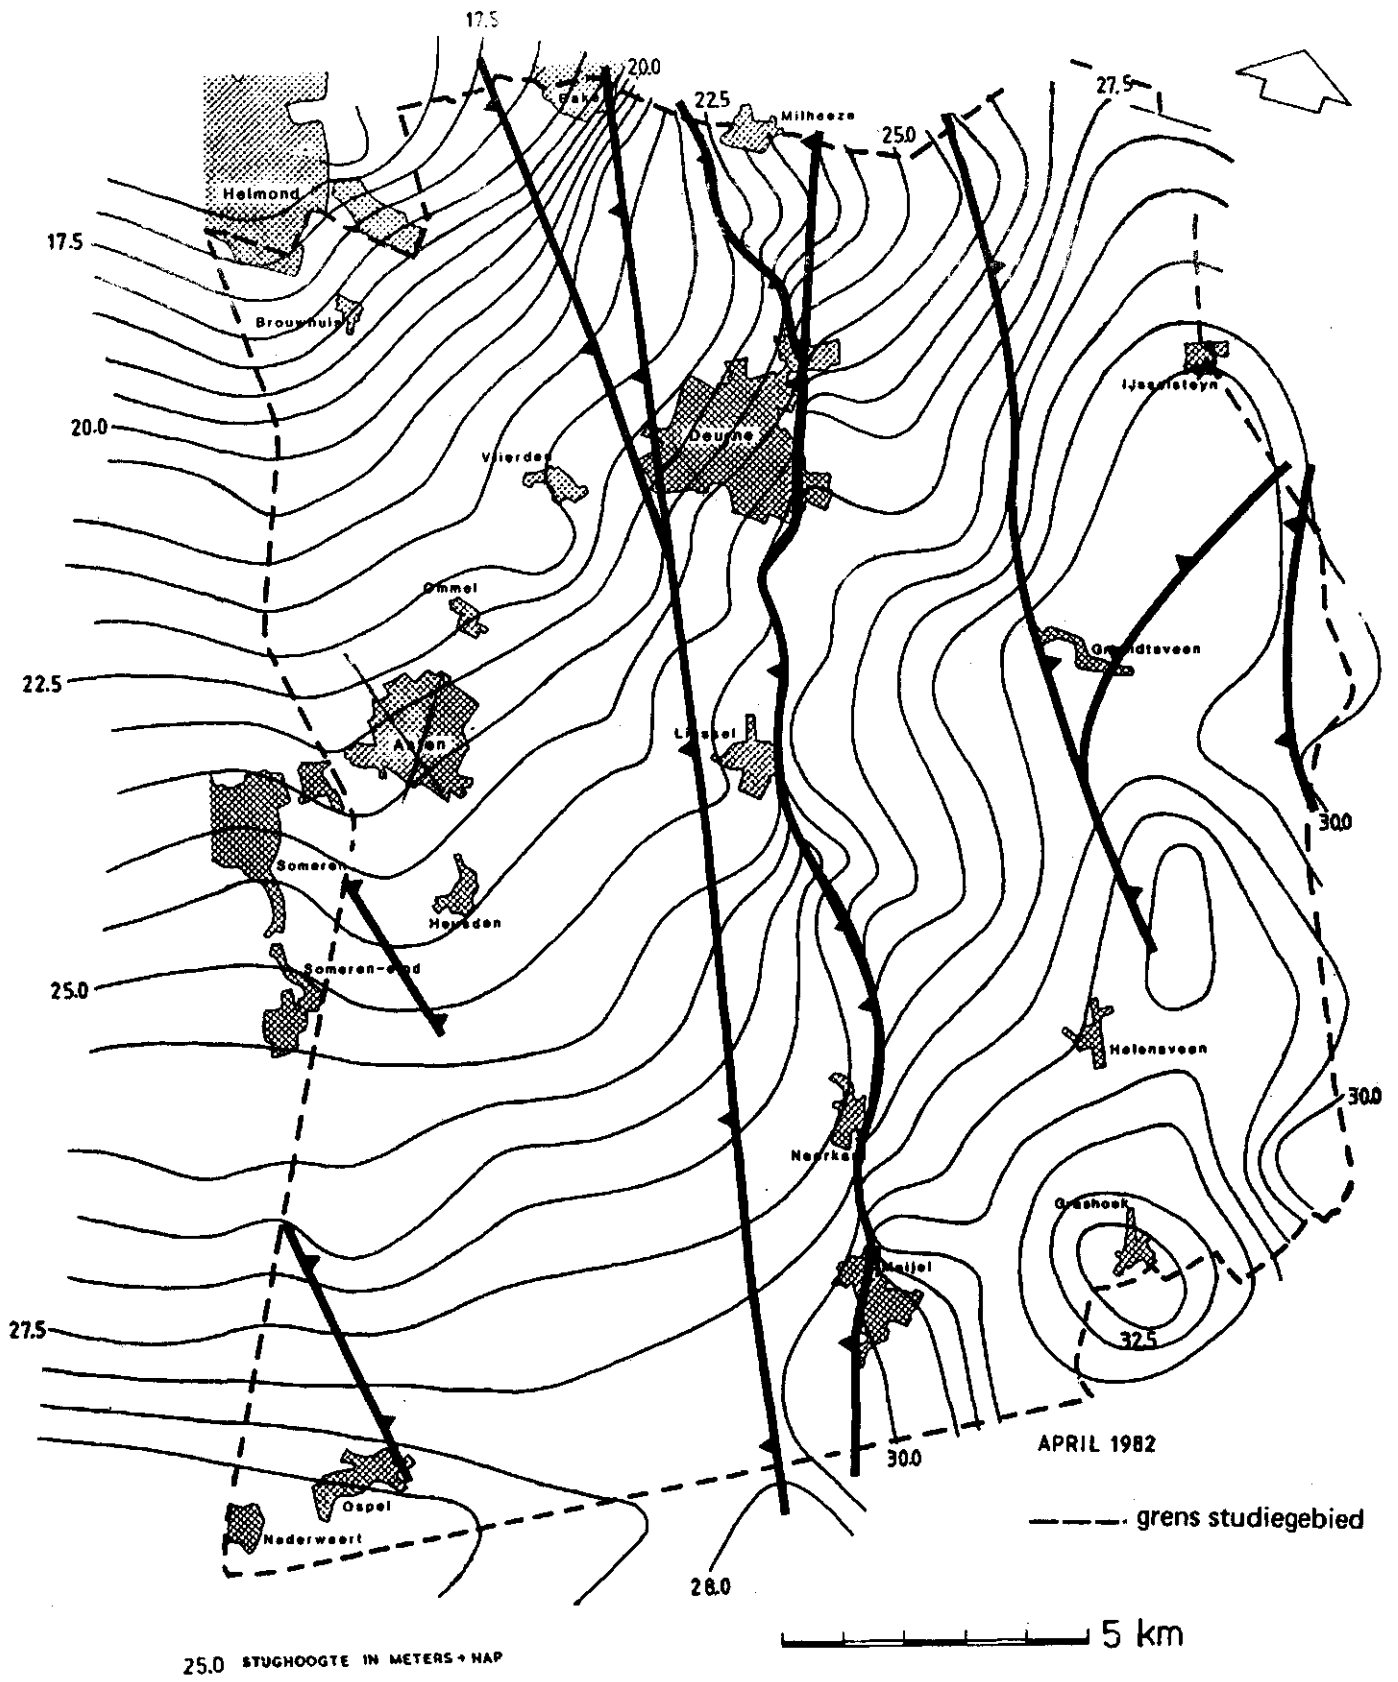 17.5
20.0
22.5
27.5
Milheeze
25.0
Helmond
17.5
Brouwhuis
IJsselsteyn
20.0
Deurne
Vlierden
Ommel
22.5
Liessel
Asten
30.0
Someren
Heusden
Someren-eind
25.0
Helenaveen
30.0
Neerkant
Grashoek
Meijel
27.5
32.5
APRIL 1982
30.0
Ospel
grens studiegebied
Nederweert
28.0
5 km
25.0 STIJGHOOGTE IN METERS + NAP